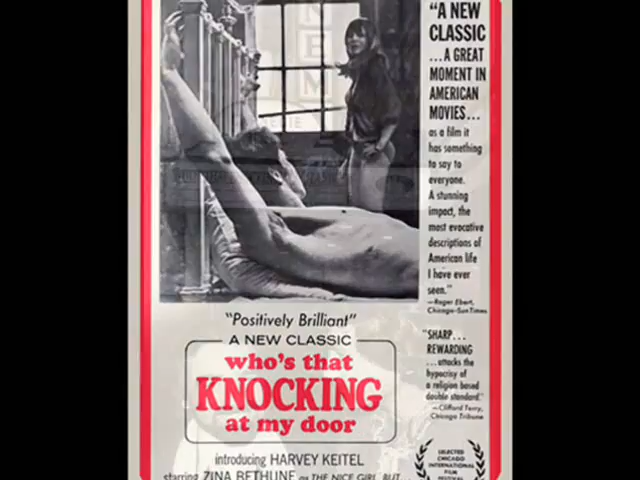 "A NEW
CLASSIC
...A GREAT
MOMENT IN
AMERICAN
MOVIES...
as a film it
has something
to say to
everyone.
A stunning
impact, the
most evocative
descriptions of
American life
I have ever
seen."
—Roger Ebert,
Chicago-Sun Times
"SHARP...
REWARDING
...attacks the
hypocrisy of
a religion based
double standard."
—Clifford Terry,
Chicago Tribune
SELECTED
CHICAGO
INTERNATIONAL
FILM
FESTIVAL
"Positively Brilliant"
A NEW CLASSIC
who's that
KNOCKING
at my door
introducing HARVEY KEITEL
starring ZINA BETHUNE as THE NICE GIRL, BUT...